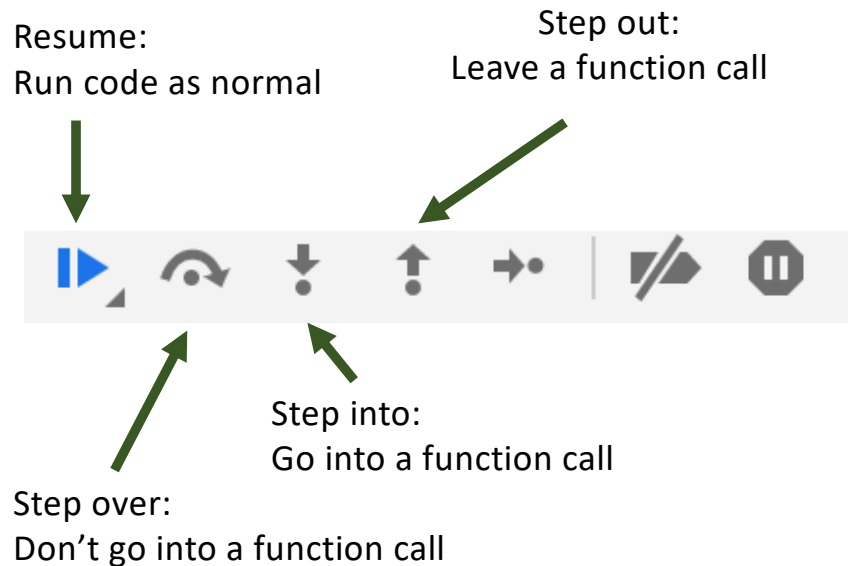 Resume:
Run code as normal
Step out:
Leave a function call
Step into:
Go into a function call
Step over:
Don’t go into a function call